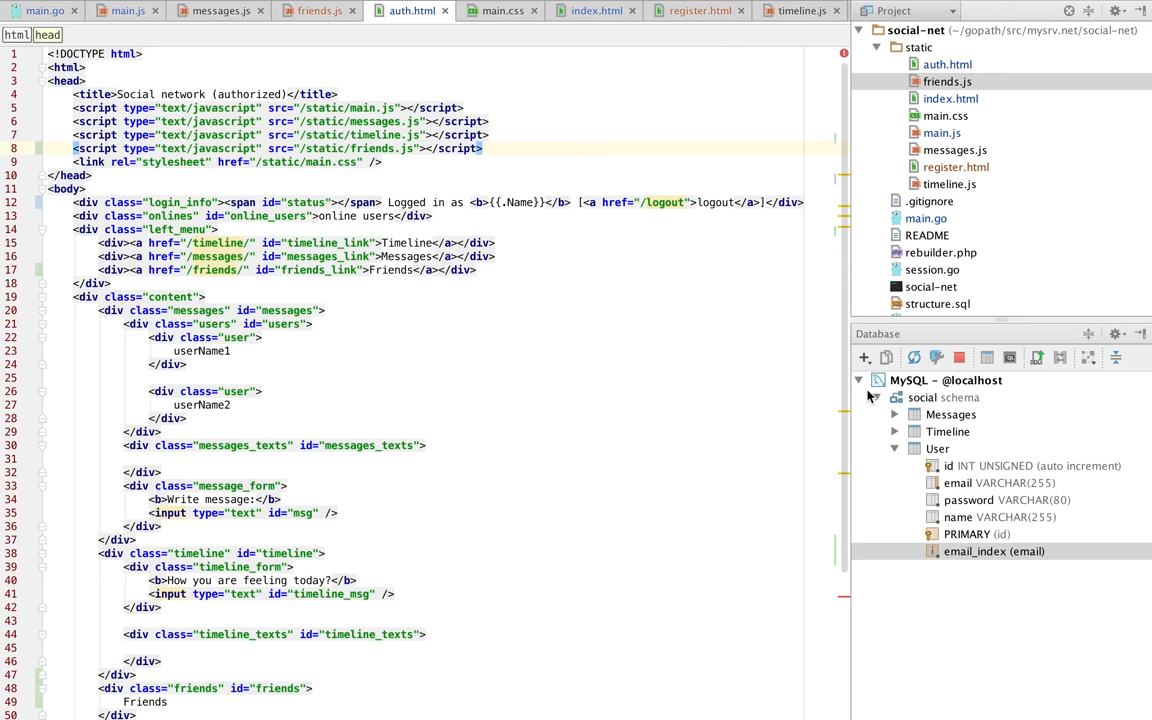 main.go main.js messages.js friends.js auth.html main.css index.html register.html timeline.js
html head
1 <!DOCTYPE html>
2 <html>
3 <head>
4 <title>Social network (authorized)</title>
5 <script type="text/javascript" src="/static/main.js"></script>
6 <script type="text/javascript" src="/static/messages.js"></script>
7 <script type="text/javascript" src="/static/timeline.js"></script>
8 <script type="text/javascript" src="/static/friends.js"></script>
9 <link rel="stylesheet" href="/static/main.css" />
10 </head>
11 <body>
12 <div class="login_info"><span id="status"></span> Logged in as <b>{{.Name}}</b> [<a href="/logout">logout</a>]</div>
13 <div class="onlines" id="online_users">online users</div>
14 <div class="left_menu">
15 <div><a href="/timeline/" id="timeline_link">Timeline</a></div>
16 <div><a href="/messages/" id="messages_link">Messages</a></div>
17 <div><a href="/friends/" id="friends_link">Friends</a></div>
18 </div>
19 <div class="content">
20 <div class="messages" id="messages">
21 <div class="users" id="users">
22 <div class="user">
23 userName1
24 </div>
25
26 <div class="user">
27 userName2
28 </div>
29 </div>
30 <div class="messages_texts" id="messages_texts">
31
32 </div>
33 <div class="message_form">
34 <b>Write message:</b>
35 <input type="text" id="msg" />
36 </div>
37 </div>
38 <div class="timeline" id="timeline">
39 <div class="timeline_form">
40 <b>How you are feeling today?</b>
41 <input type="text" id="timeline_msg" />
42 </div>
43
44 <div class="timeline_texts" id="timeline_texts">
45
46 </div>
47 </div>
48 <div class="friends" id="friends">
49 Friends
50 </div>
Project
social-net (~/gopath/src/mysrv.net/social-net)
static
auth.html
friends.js
index.html
main.css
main.js
messages.js
register.html
timeline.js
.gitignore
main.go
README
rebuilder.php
session.go
social-net
structure.sql
Database
MySQL - @localhost
social schema
Messages
Timeline
User
id INT UNSIGNED (auto increment)
email VARCHAR(255)
password VARCHAR(80)
name VARCHAR(255)
PRIMARY (id)
email_index (email)